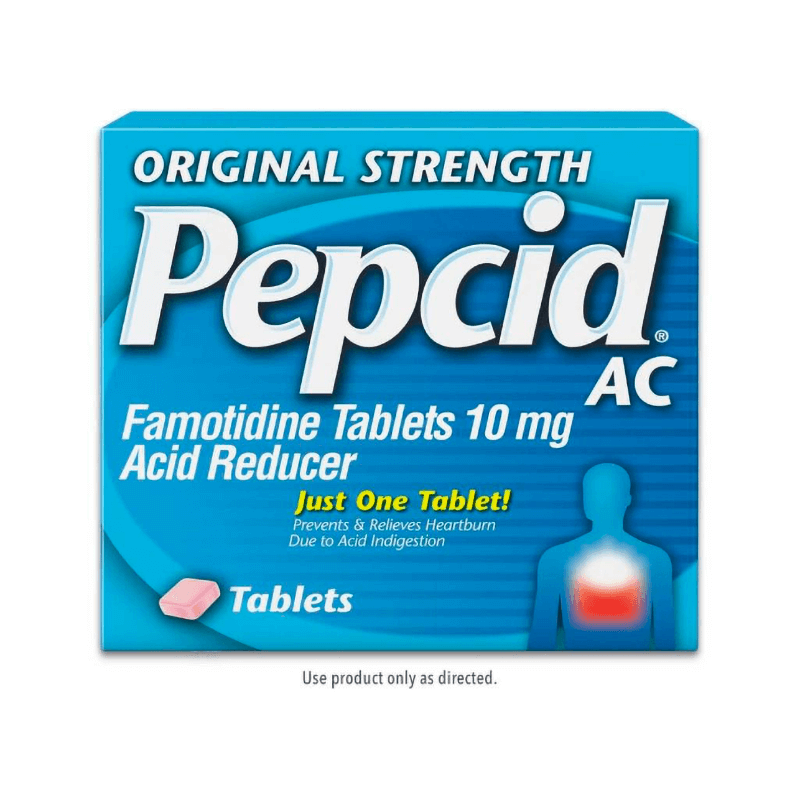 ORIGINAL STRENGTH
Pepcid®
AC
Famotidine Tablets 10 mg
Acid Reducer
Just One Tablet!
Prevents & Relieves Heartburn
Due to Acid Indigestion
Tablets
Use product only as directed.